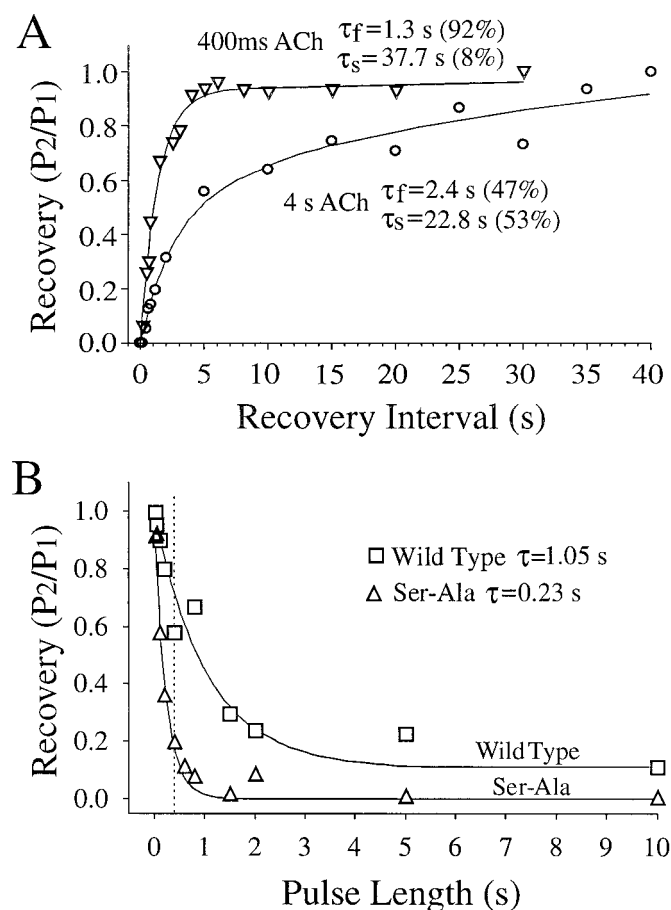 A
400ms ACh
τf=1.3 s (92%)
τs=37.7 s (8%)
4 s ACh
τf=2.4 s (47%)
τs=22.8 s (53%)
Recovery (P2/P1)
1.0
0.8
0.6
0.4
0.2
0.0
0 5 10 15 20 25 30 35 40
Recovery Interval (s)
B
Wild Type τ=1.05 s
Ser-Ala τ=0.23 s
Wild Type
Ser-Ala
Recovery (P2/P1)
1.0
0.8
0.6
0.4
0.2
0.0
0 1 2 3 4 5 6 7 8 9 10
Pulse Length (s)